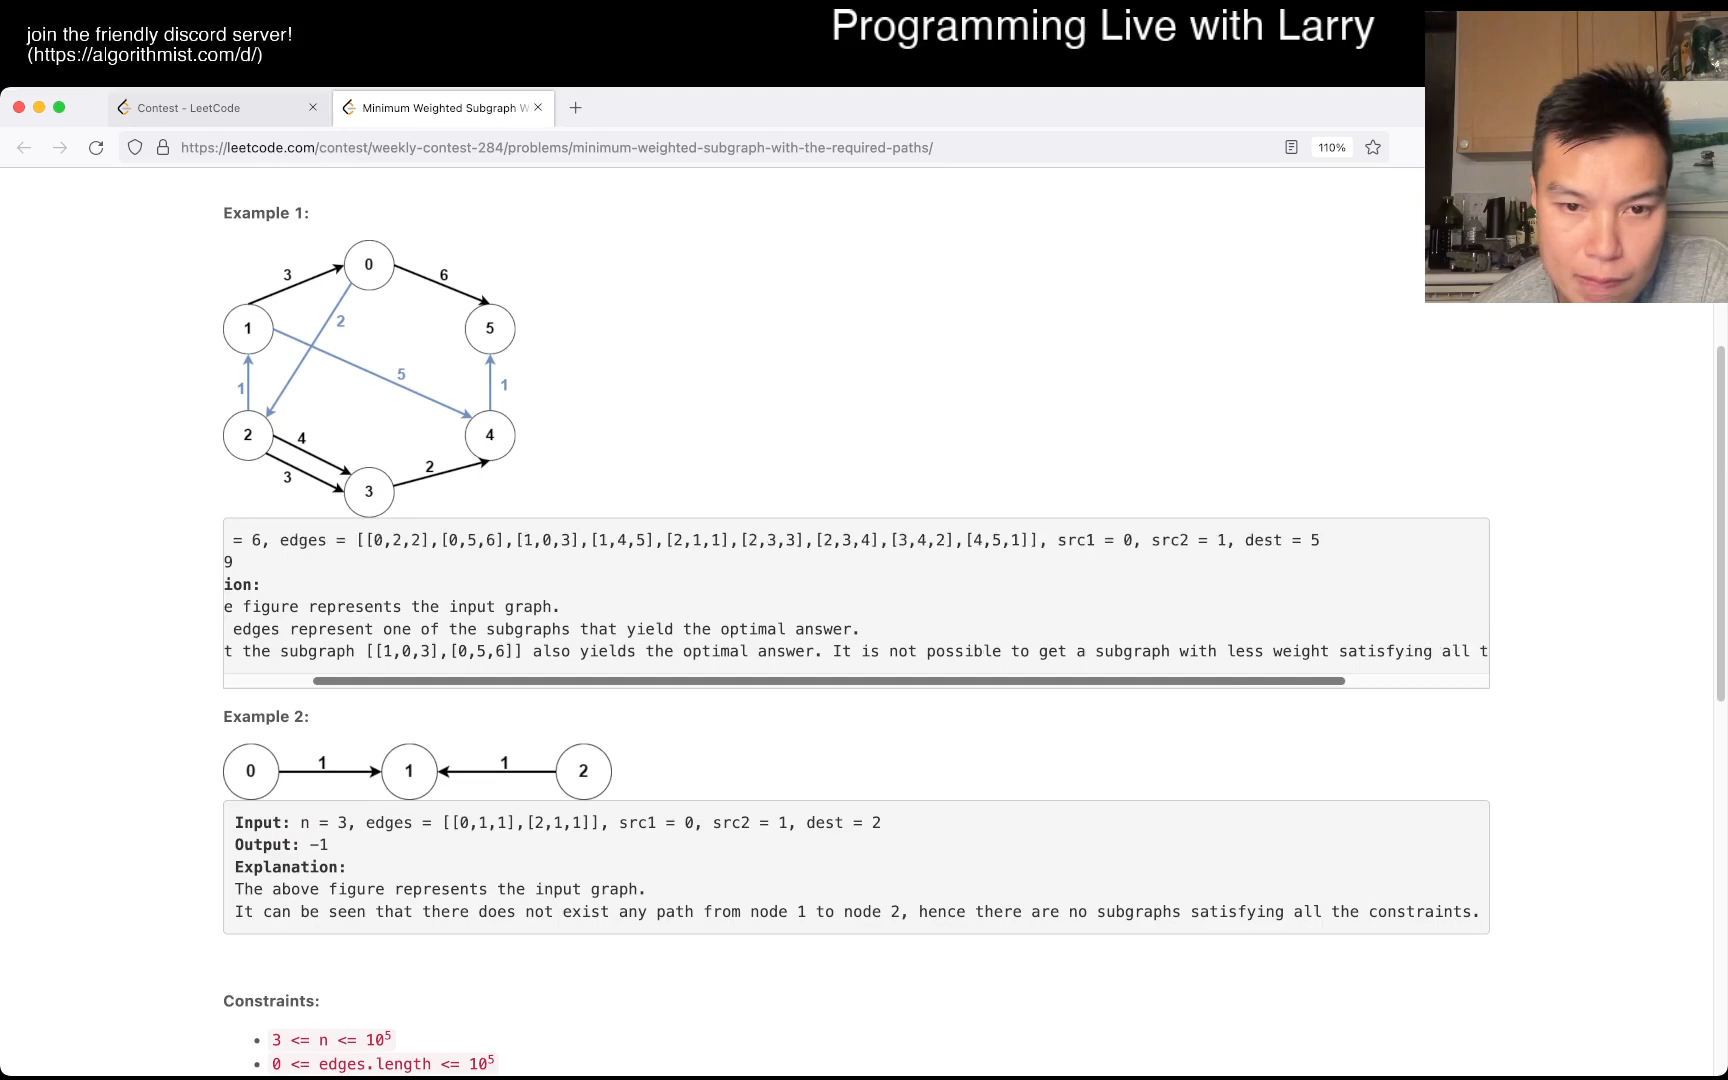 join the friendly discord server!
(https://algorithmist.com/d/)
Programming Live with Larry
Contest - LeetCode
Minimum Weighted Subgraph W
https://leetcode.com/contest/weekly-contest-284/problems/minimum-weighted-subgraph-with-the-required-paths/
110%
Example 1:
0
3
6
1
2
5
5
1
1
2
4
4
3
2
3
= 6, edges = [[0,2,2],[0,5,6],[1,0,3],[1,4,5],[2,1,1],[2,3,3],[2,3,4],[3,4,2],[4,5,1]], src1 = 0, src2 = 1, dest = 5
9
ion:
e figure represents the input graph.
edges represent one of the subgraphs that yield the optimal answer.
t the subgraph [[1,0,3],[0,5,6]] also yields the optimal answer. It is not possible to get a subgraph with less weight satisfying all t
Example 2:
0 1 1 1 2
Input: n = 3, edges = [[0,1,1],[2,1,1]], src1 = 0, src2 = 1, dest = 2
Output: -1
Explanation:
The above figure represents the input graph.
It can be seen that there does not exist any path from node 1 to node 2, hence there are no subgraphs satisfying all the constraints.
Constraints:
3 <= n <= 10⁵
0 <= edges.length <= 10⁵